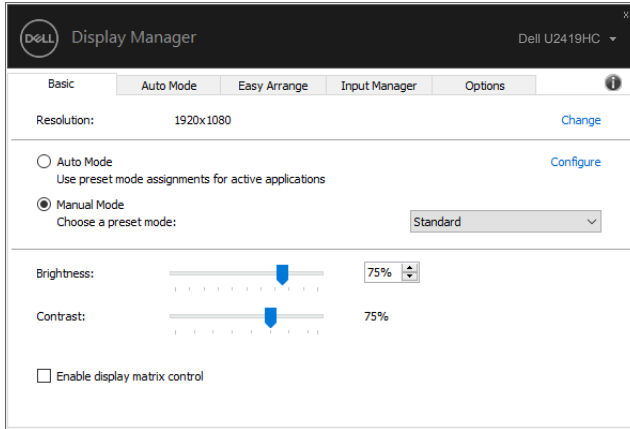 DELL Display Manager
x
Dell U2419HC
Basic Auto Mode Easy Arrange Input Manager Options i
Resolution: 1920x1080 Change
Auto Mode Configure
Use preset mode assignments for active applications
Manual Mode
Choose a preset mode: Standard
Brightness: 75%
Contrast: 75%
Enable display matrix control